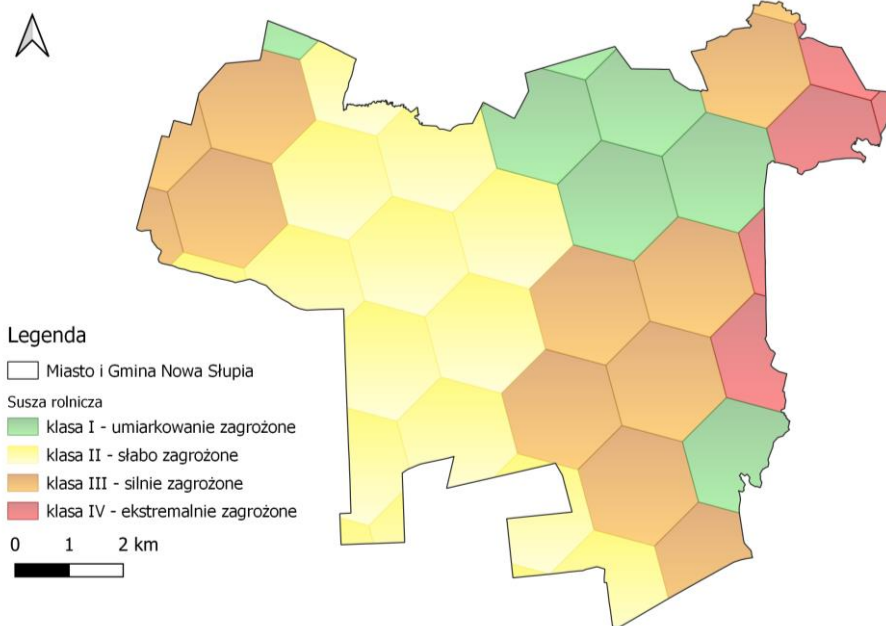 Legenda
Miasto i Gmina Nowa Słupia
Susza rolnicza
klasa I - umiarkowanie zagrożone
klasa II - słabo zagrożone
klasa III - silnie zagrożone
klasa IV - ekstremalnie zagrożone
0 1 2 km